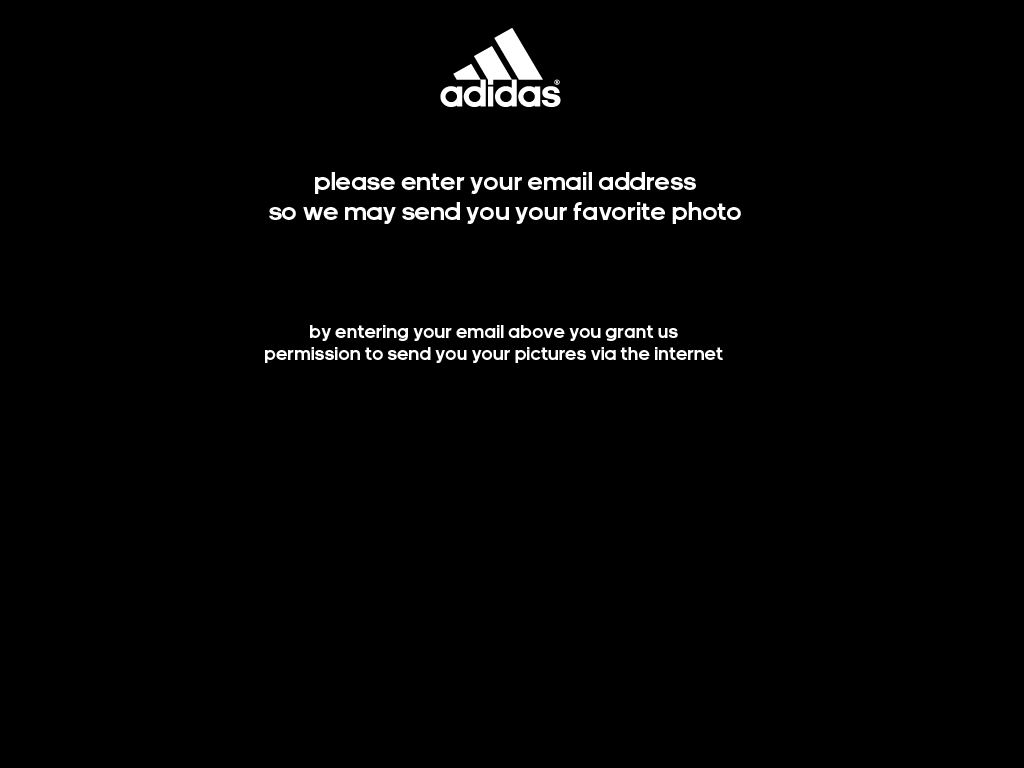 adidas®
please enter your email address
so we may send you your favorite photo
by entering your email above you grant us
permission to send you your pictures via the internet